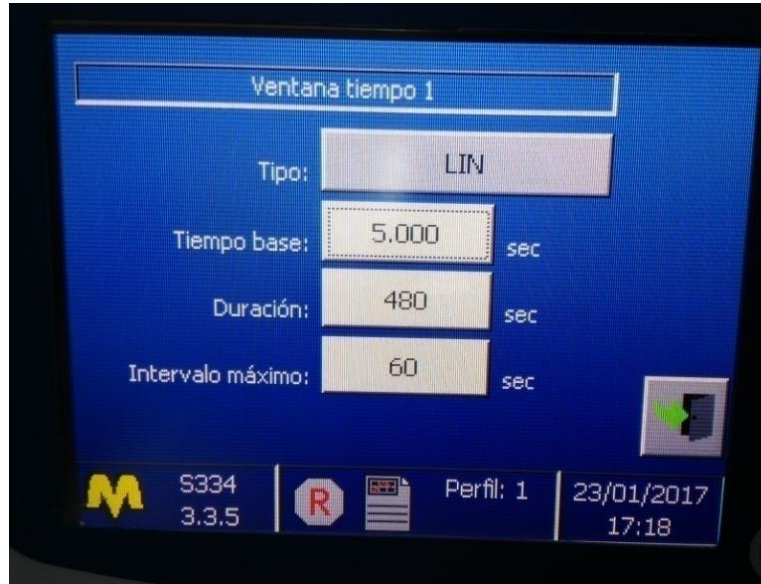 Ventana tiempo 1
Tipo: LIN
Tiempo base: 5.000 sec
Duración: 480 sec
Intervalo máximo: 60 sec
S334
3.3.5
R
Perfil: 1
23/01/2017
17:18